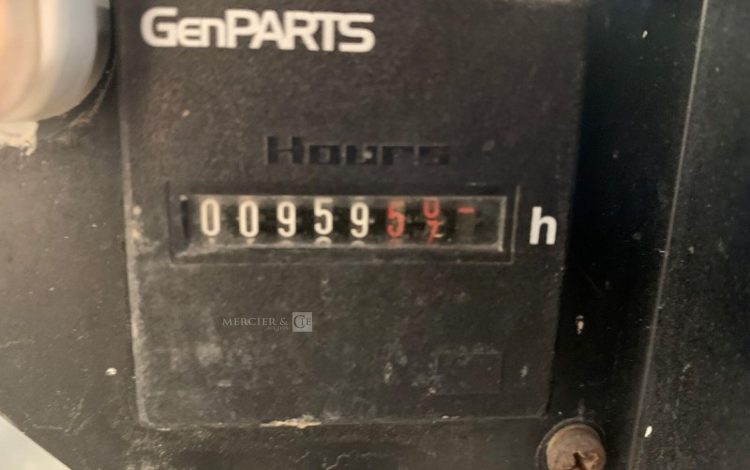 GenPARTS
Hours
009595 h
MERCIER & Cie